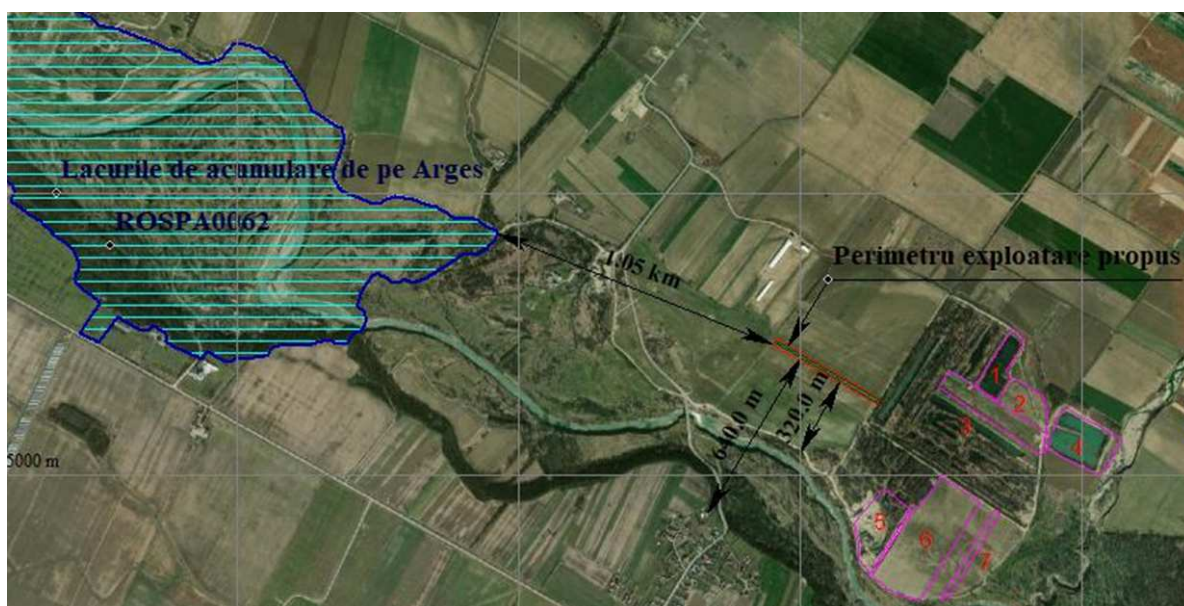 Lacurile de acumulare de pe Arges
ROSPA0062
1.05 km
Perimetru exploatare propus
640.0 m
320.0 m
1
2
3
4
5
6
7
5000 m